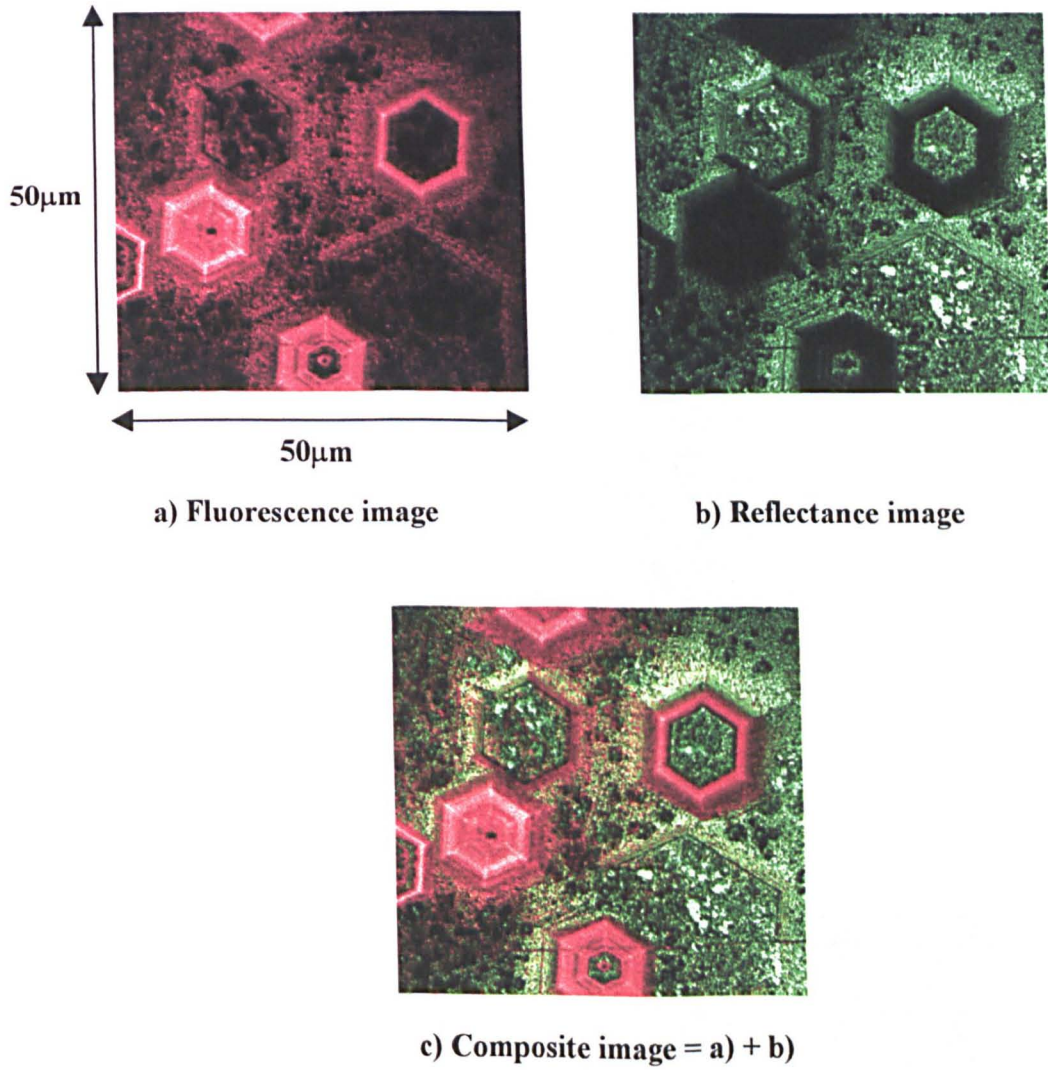 50μm
50μm
a) Fluorescence image
b) Reflectance image
c) Composite image = a) + b)